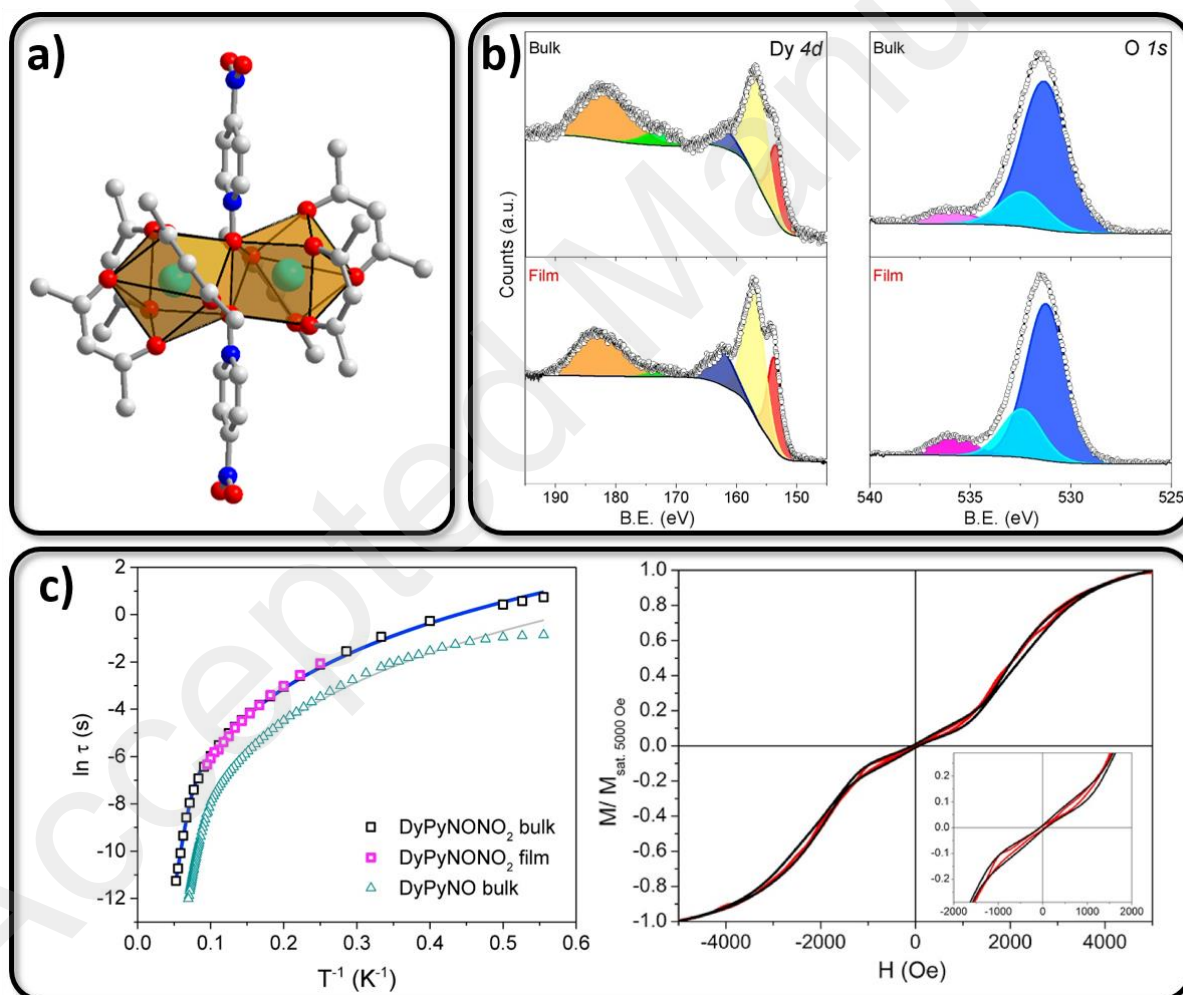 a)
b)
Bulk
Dy 4d
Bulk
O 1s
Film
Film
Counts (a.u.)
190 180 170 160 150
B.E. (eV)
540 535 530 525
B.E. (eV)
c)
2
0
-2
-4
-6
-8
-10
-12
ln τ (s)
DyPyNONO₂ bulk
DyPyNONO₂ film
DyPyNO bulk
0.0 0.1 0.2 0.3 0.4 0.5 0.6
T⁻¹ (K⁻¹)
1.0
0.8
0.6
0.4
0.2
0.0
-0.2
-0.4
-0.6
-0.8
-1.0
M/ M sat. 5000 Oe
0.2
0.1
0.0
-0.1
-0.2
-2000 -1000 0 1000 2000
-4000 -2000 0 2000 4000
H (Oe)
Accepted Manu